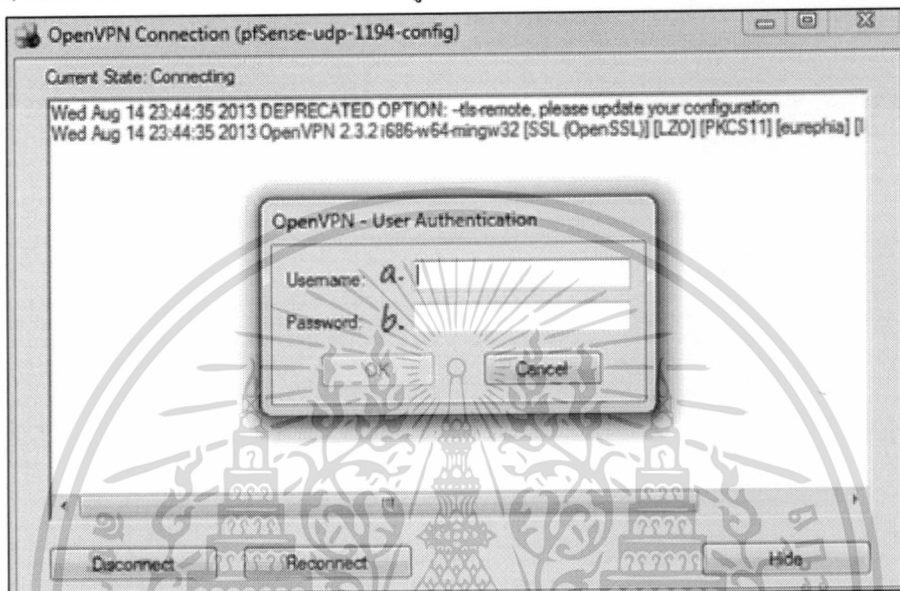 OpenVPN Connection (pfSense-udp-1194-config)
Current State: Connecting
Wed Aug 14 23:44:35 2013 DEPRECATED OPTION: --tls-remote, please update your configuration
Wed Aug 14 23:44:35 2013 OpenVPN 2.3.2 i686-w64-mingw32 [SSL (OpenSSL)] [LZO] [PKCS11] [eurephia] [I
OpenVPN - User Authentication
Username: a.
Password: b.
OK Cancel
Disconnect Reconnect Hide